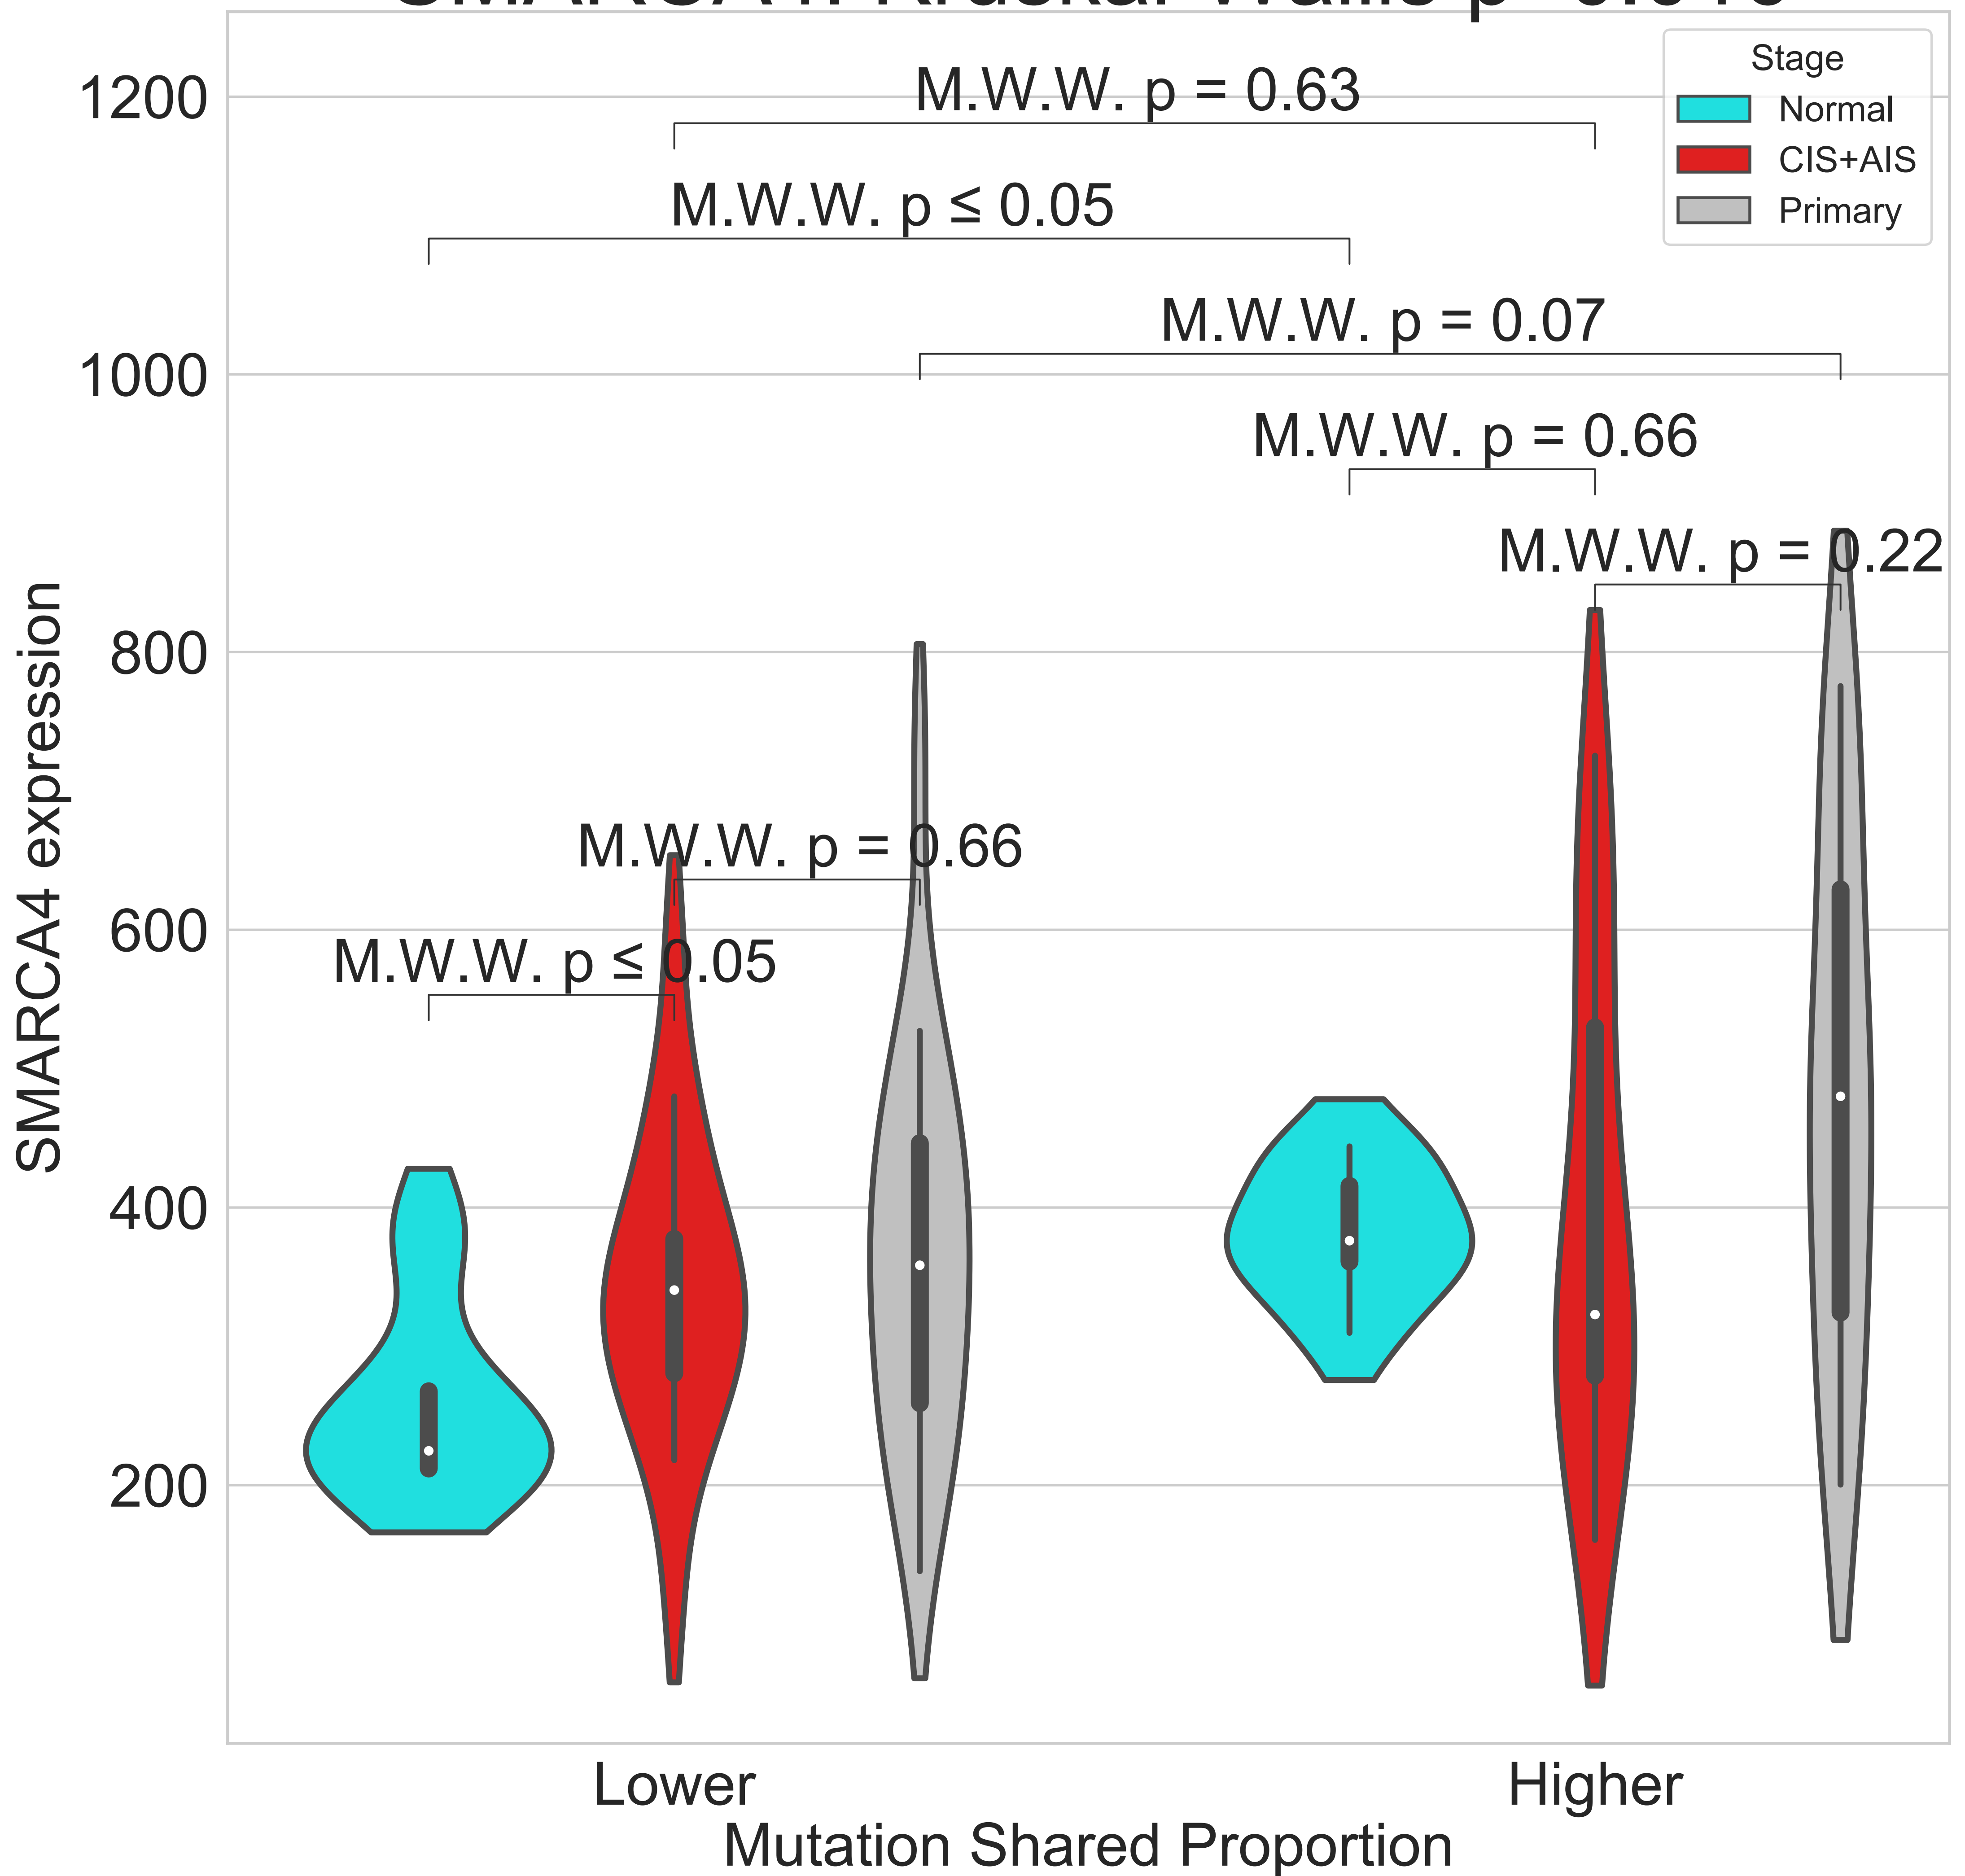 1200
1000
800
600
400
200
SMARCA4 expression
M.W.W. p = 0.63
M.W.W. p ≤ 0.05
M.W.W. p = 0.07
M.W.W. p = 0.66
M.W.W. p = 0.22
M.W.W. p = 0.66
M.W.W. p ≤ 0.05
Stage
Normal
CIS+AIS
Primary
Lower
Higher
Mutation Shared Proportion